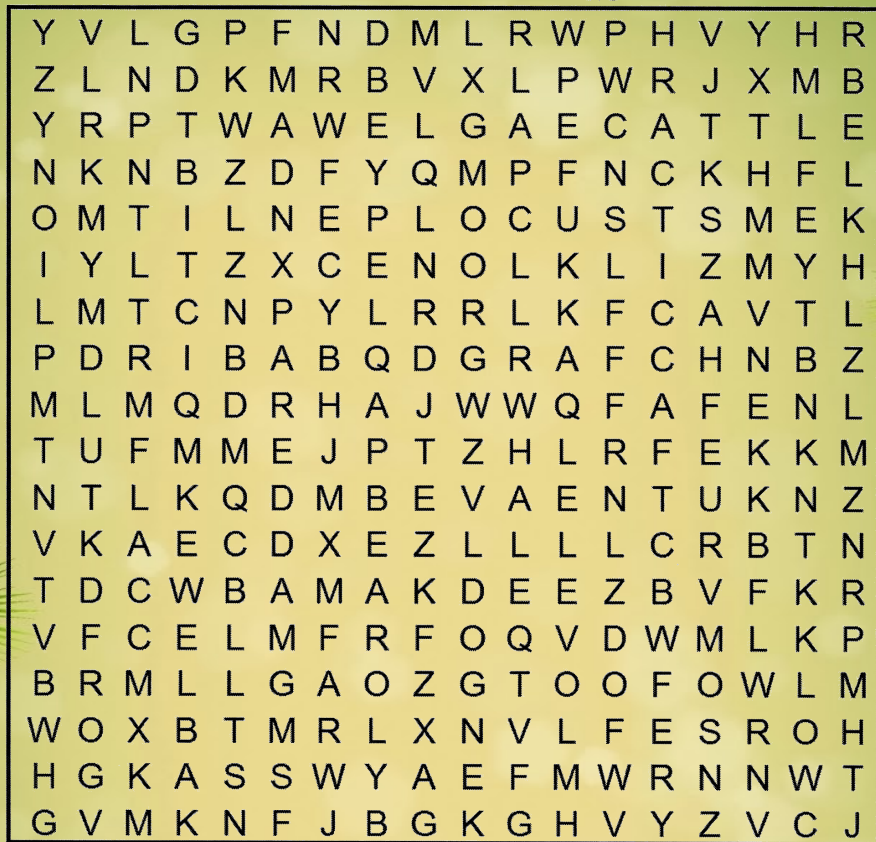 Y V L G P F N D M L R W P H V Y H R
Z L N D K M R B V X L P W R J X M B
Y R P T W A W E L G A E C A T T L E
N K N B Z D F Y Q M P F N C K H F L
O M T I L N E P L O C U S T S M E K
I Y L T Z X C E N O L K L I Z M Y H
L M T C N P Y L R R L K F C A V T L
P D R I B A B Q D G R A F C H N B Z
M L M Q D R H A J W W Q F A F E N L
T U F M M E J P T Z H L R F E K K M
N T L K Q D M B E V A E N T U K N Z
V K A E C D X E Z L L L L C R B T N
T D C W B A M A K D E E Z B V F K R
V F C E L M F R F O Q V D W M L K P
B R M L L G A O Z G T O O F O W L M
W O X B T M R L X N V L F E S R O H
H G K A S S W Y A E F M W R N N W T
G V M K N F J B G K G H V Y Z V C J